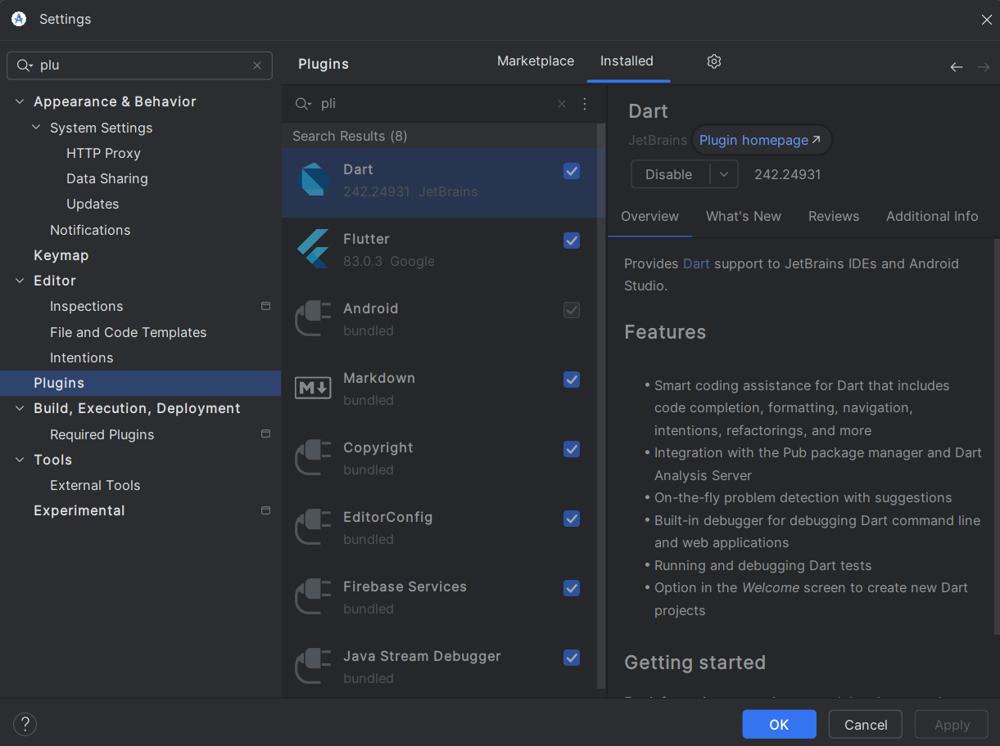 Settings
plu
Appearance & Behavior
System Settings
HTTP Proxy
Data Sharing
Updates
Notifications
Keymap
Editor
Inspections
File and Code Templates
Intentions
Plugins
Build, Execution, Deployment
Required Plugins
Tools
External Tools
Experimental
Plugins
Marketplace
Installed
pli
Search Results (8)
Dart
242.24931 JetBrains
Flutter
83.0.3 Google
Android
bundled
Markdown
bundled
Copyright
bundled
EditorConfig
bundled
Firebase Services
bundled
Java Stream Debugger
bundled
Dart
JetBrains Plugin homepage
Disable
242.24931
Overview
What's New
Reviews
Additional Info
Provides Dart support to JetBrains IDEs and Android
Studio.
Features
• Smart coding assistance for Dart that includes
code completion, formatting, navigation,
intentions, refactorings, and more
• Integration with the Pub package manager and Dart
Analysis Server
• On-the-fly problem detection with suggestions
• Built-in debugger for debugging Dart command line
and web applications
• Running and debugging Dart tests
• Option in the Welcome screen to create new Dart
projects
Getting started
?
OK
Cancel
Apply